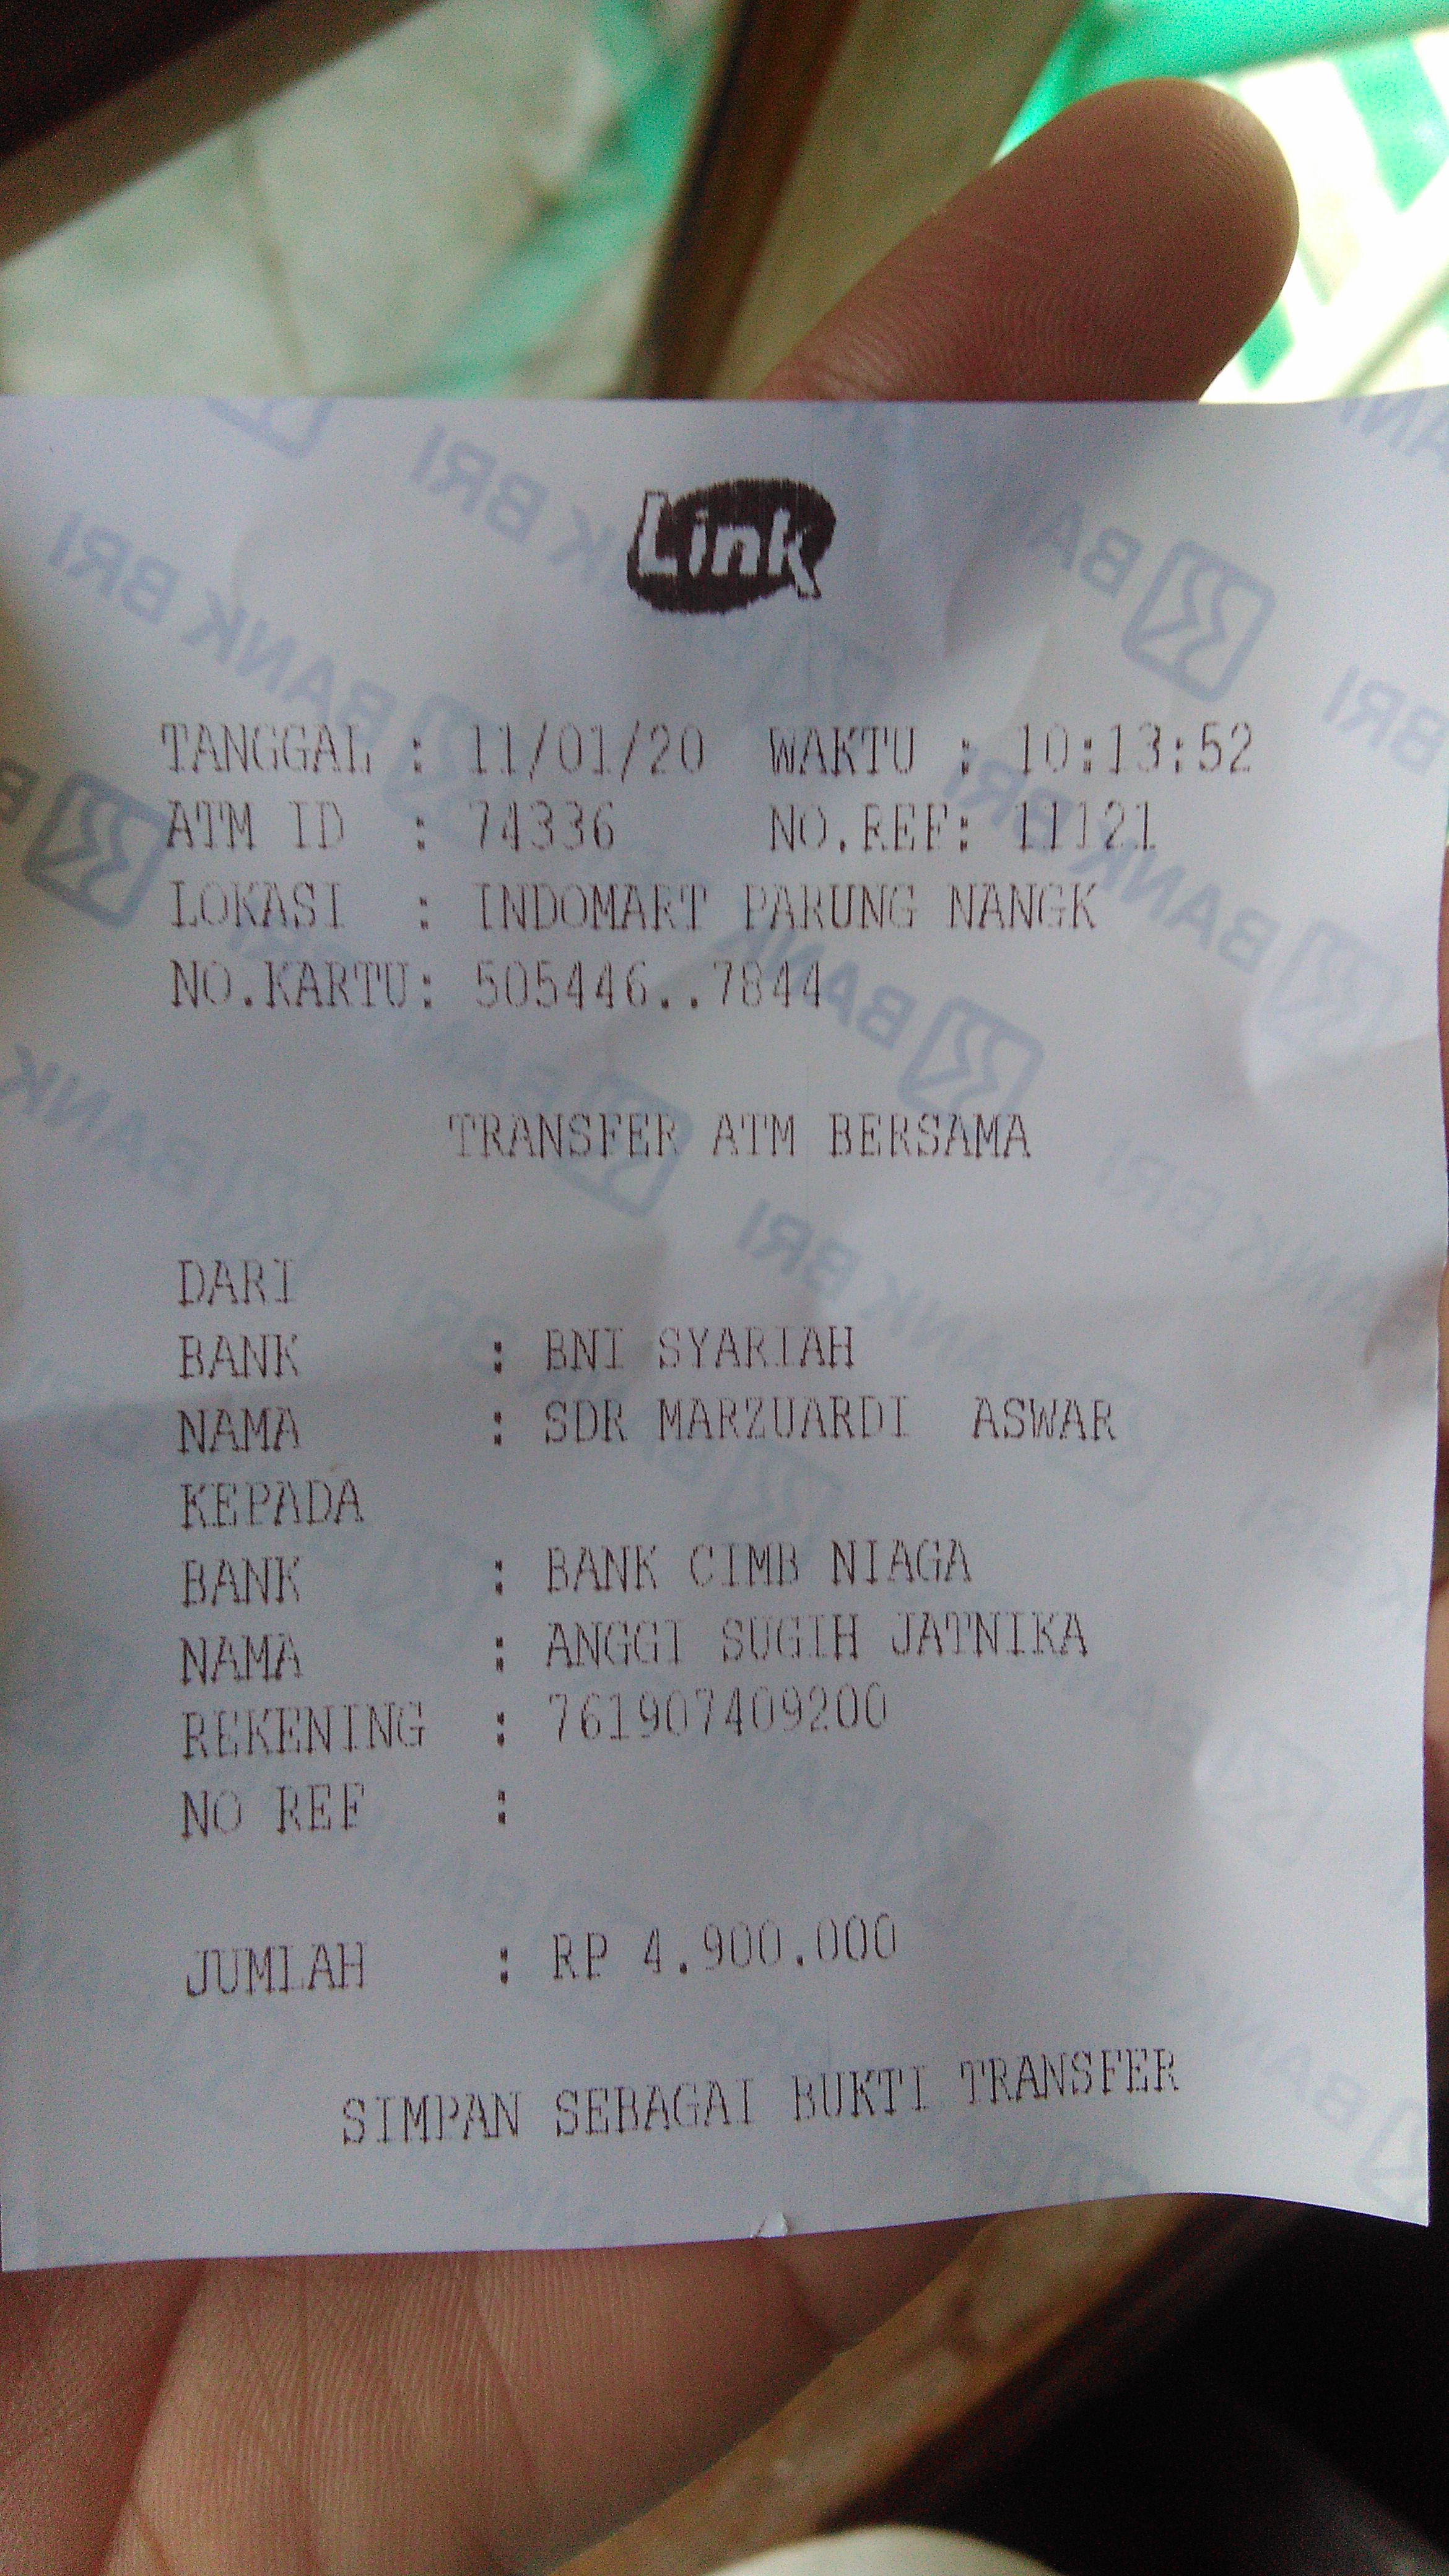 Link
TANGGAL : 11/01/20 WAKTU : 10:13:52
ATM ID : 74336 NO.REF: 11121
LOKASI : INDOMART PARUNG NANGK
NO.KARTU: 505446..7844
TRANSFER ATM BERSAMA
DARI
BANK : BNI SYARIAH
NAMA : SDR MARZUARDI ASWAR
KEPADA
BANK : BANK CIMB NIAGA
NAMA : ANGGI SUGIH JATNIKA
REKENING : 761907409200
NO REF :
JUMLAH : RP 4.900.000
SIMPAN SEBAGAI BUKTI TRANSFER
BANK BRI